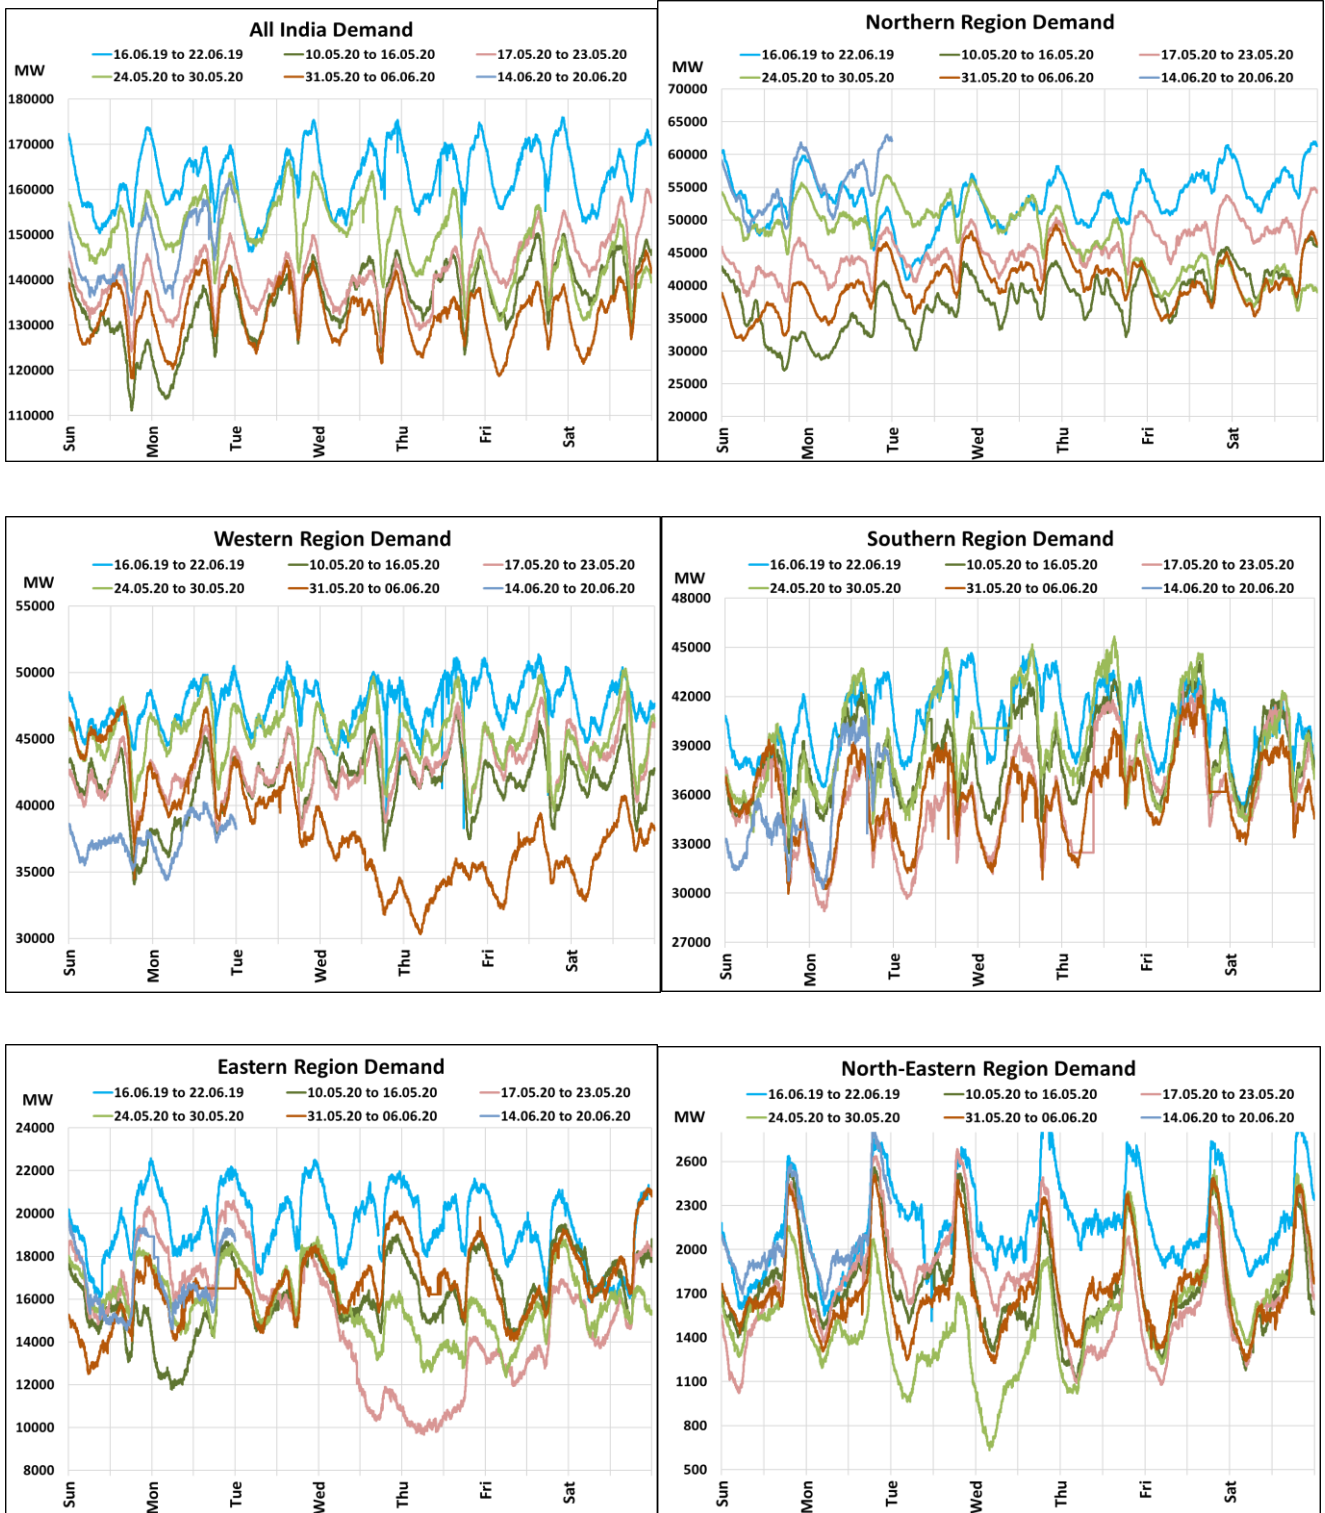 All India Demand
16.06.19 to 22.06.19 10.05.20 to 16.05.20 17.05.20 to 23.05.20
24.05.20 to 30.05.20 31.05.20 to 06.06.20 14.06.20 to 20.06.20
MW
180000
170000
160000
150000
140000
130000
120000
110000
Sun Mon Tue Wed Thu Fri Sat
Northern Region Demand
16.06.19 to 22.06.19 10.05.20 to 16.05.20 17.05.20 to 23.05.20
24.05.20 to 30.05.20 31.05.20 to 06.06.20 14.06.20 to 20.06.20
MW
70000
65000
60000
55000
50000
45000
40000
35000
30000
25000
20000
Sun Mon Tue Wed Thu Fri Sat
Western Region Demand
16.06.19 to 22.06.19 10.05.20 to 16.05.20 17.05.20 to 23.05.20
24.05.20 to 30.05.20 31.05.20 to 06.06.20 14.06.20 to 20.06.20
MW
55000
50000
45000
40000
35000
30000
Sun Mon Tue Wed Thu Fri Sat
Southern Region Demand
16.06.19 to 22.06.19 10.05.20 to 16.05.20 17.05.20 to 23.05.20
24.05.20 to 30.05.20 31.05.20 to 06.06.20 14.06.20 to 20.06.20
MW
48000
45000
42000
39000
36000
33000
30000
27000
Sun Mon Tue Wed Thu Fri Sat
Eastern Region Demand
16.06.19 to 22.06.19 10.05.20 to 16.05.20 17.05.20 to 23.05.20
24.05.20 to 30.05.20 31.05.20 to 06.06.20 14.06.20 to 20.06.20
MW
24000
22000
20000
18000
16000
14000
12000
10000
8000
Sun Mon Tue Wed Thu Fri Sat
North-Eastern Region Demand
16.06.19 to 22.06.19 10.05.20 to 16.05.20 17.05.20 to 23.05.20
24.05.20 to 30.05.20 31.05.20 to 06.06.20 14.06.20 to 20.06.20
MW
2600
2300
2000
1700
1400
1100
800
500
Sun Mon Tue Wed Thu Fri Sat